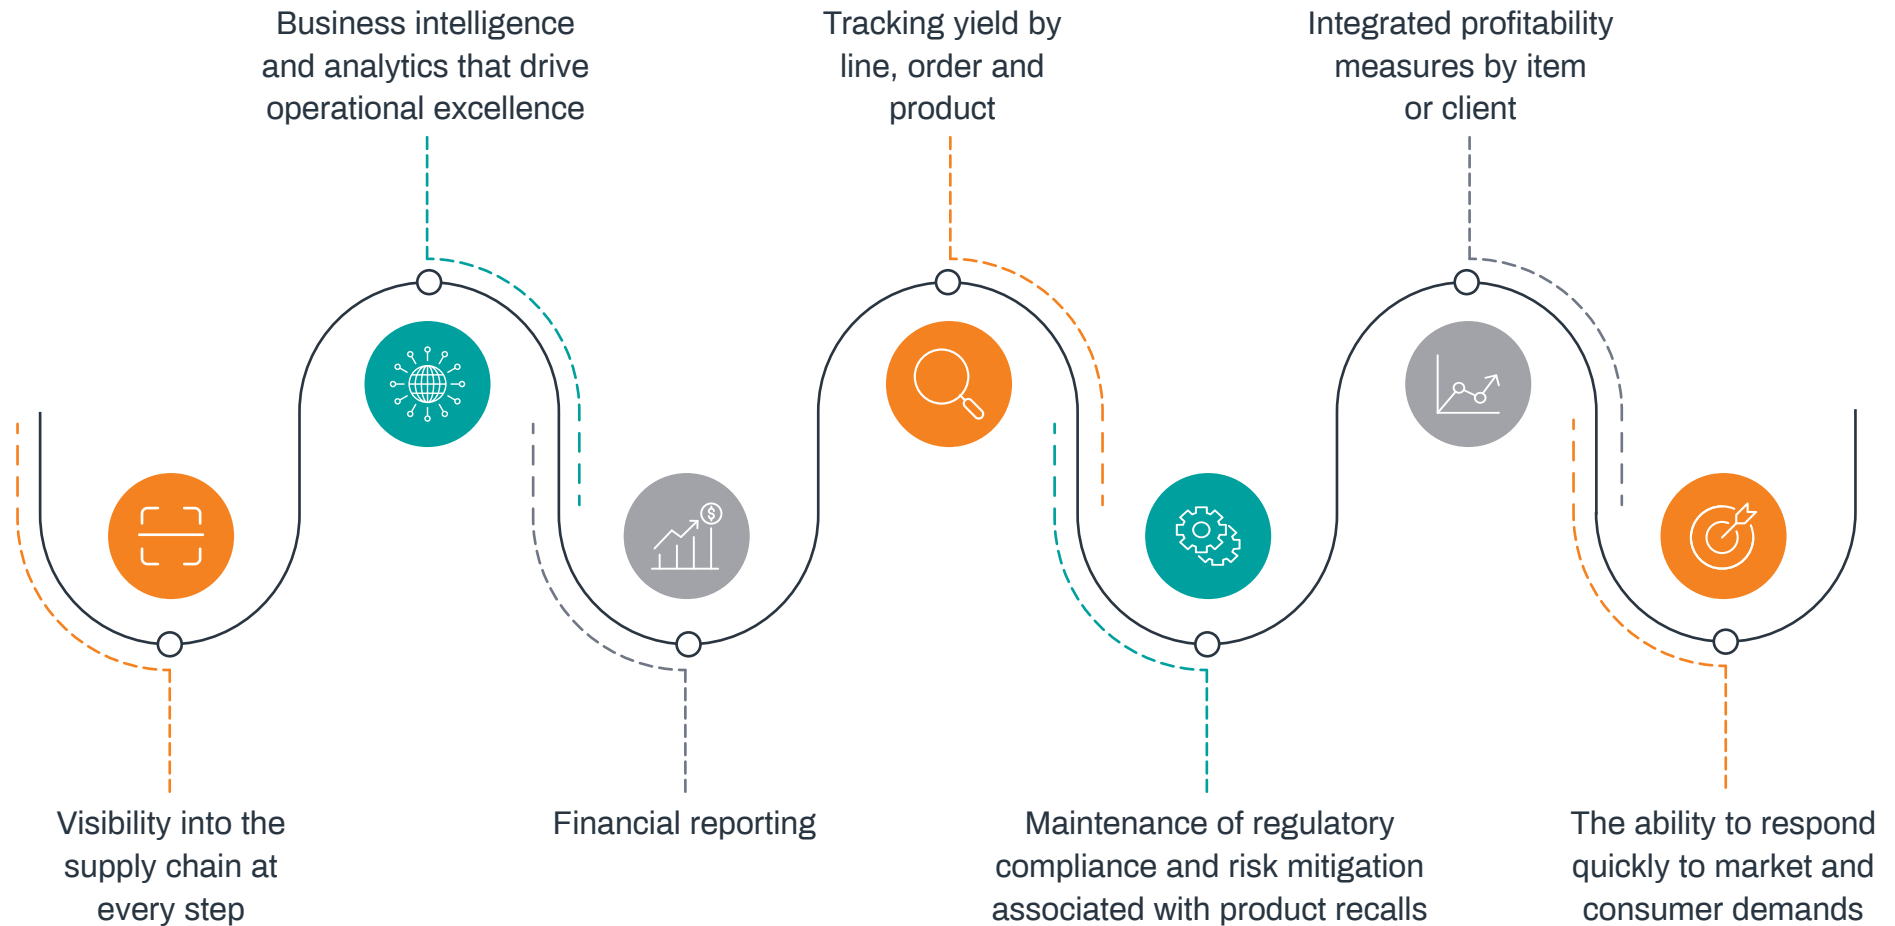 Business intelligence
and analytics that drive
operational excellence
Tracking yield by
line, order and
product
Integrated profitability
measures by item
or client
$
Visibility into the
supply chain at
every step
Financial reporting
Maintenance of regulatory
compliance and risk mitigation
associated with product recalls
The ability to respond
quickly to market and
consumer demands